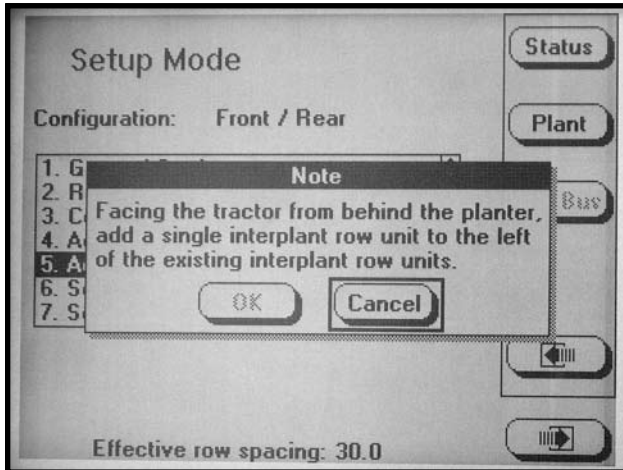 Setup Mode
Status
Configuration: Front / Rear
Plant
Note
1. G
2. R
3. C
4. A
5. A
6. S
7. S
Facing the tractor from behind the planter,
add a single interplant row unit to the left
of the existing interplant row units.
Bus
OK
Cancel
Effective row spacing: 30.0